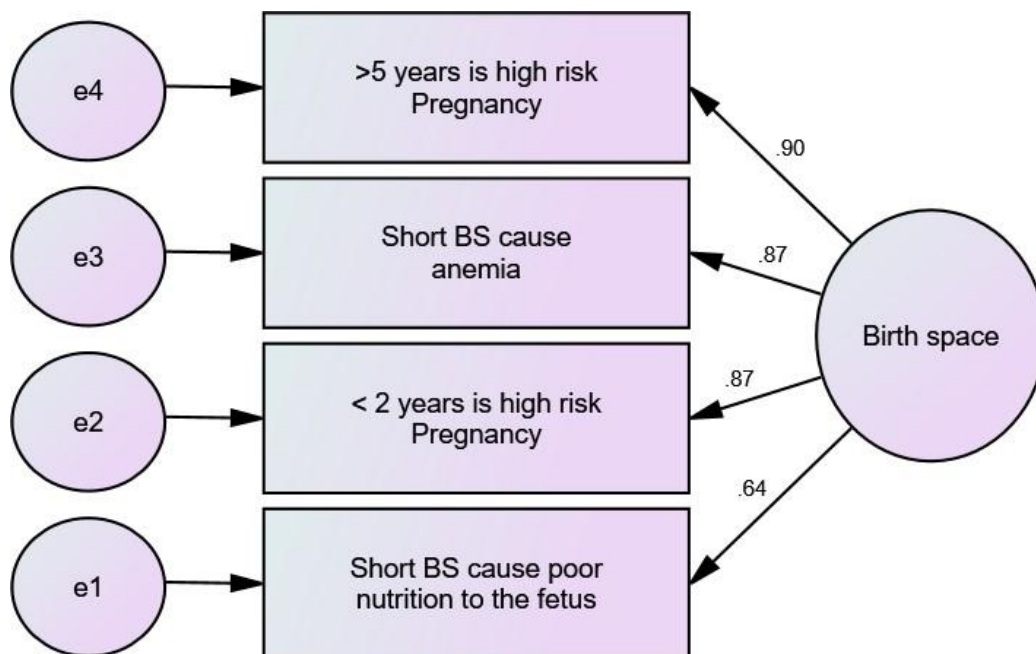 e4
>5 years is high risk
Pregnancy
.90
e3
Short BS cause
anemia
.87
Birth space
e2
< 2 years is high risk
Pregnancy
.87
e1
Short BS cause poor
nutrition to the fetus
.64